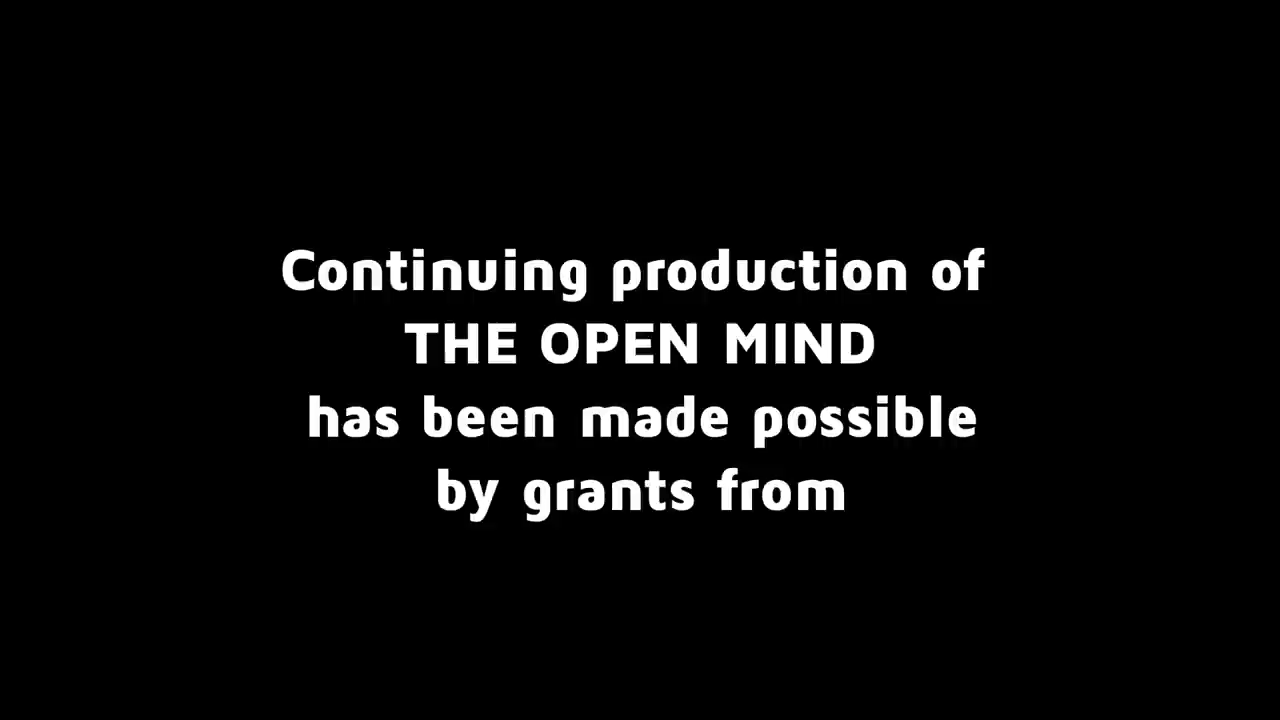 Continuing production of
THE OPEN MIND
has been made possible
by grants from